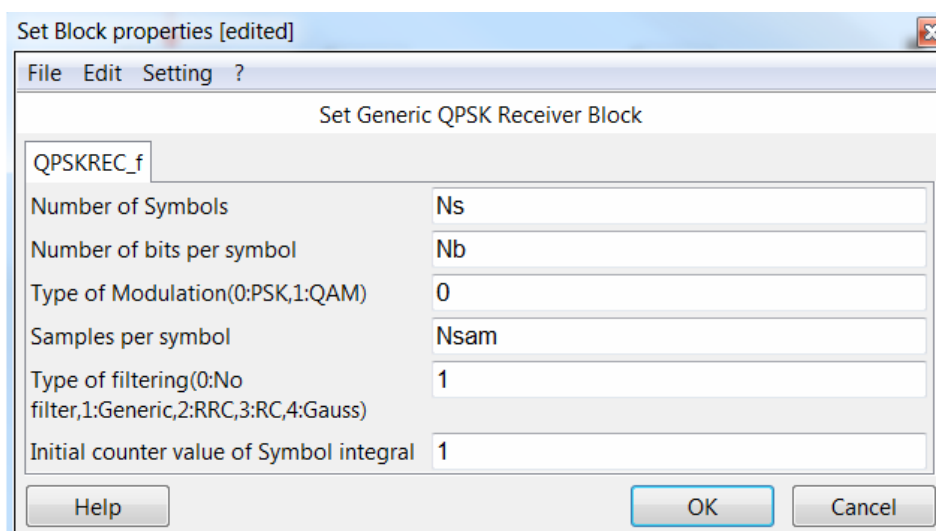 Set Block properties [edited]
File Edit Setting ?
Set Generic QPSK Receiver Block
QPSKREC_f
Number of Symbols Ns
Number of bits per symbol Nb
Type of Modulation(0:PSK,1:QAM) 0
Samples per symbol Nsam
Type of filtering(0:No 1
filter,1:Generic,2:RRC,3:RC,4:Gauss)
Initial counter value of Symbol integral 1
Help OK Cancel